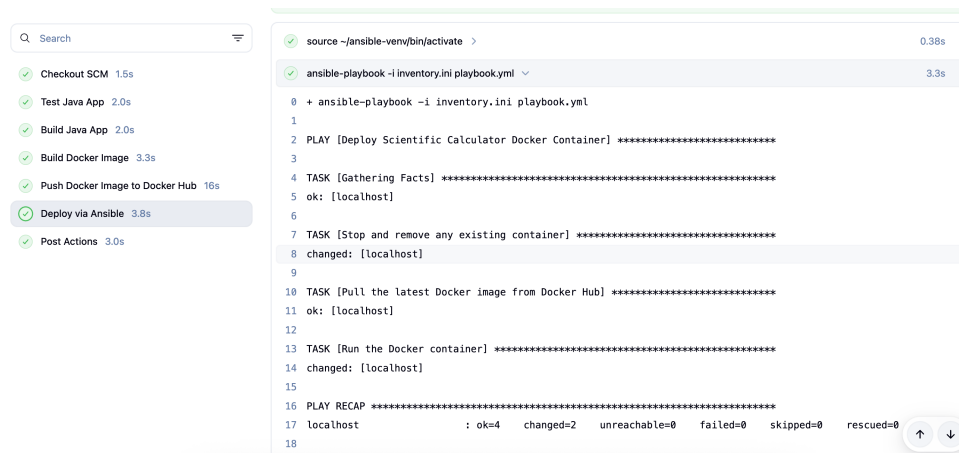 Search
Checkout SCM 1.5s
Test Java App 2.0s
Build Java App 2.0s
Build Docker Image 3.3s
Push Docker Image to Docker Hub 16s
Deploy via Ansible 3.8s
Post Actions 3.0s
source ~/ansible-venv/bin/activate 0.38s
ansible-playbook -i inventory.ini playbook.yml 3.3s
0 + ansible-playbook -i inventory.ini playbook.yml
1
2 PLAY [Deploy Scientific Calculator Docker Container] ***************************
3
4 TASK [Gathering Facts] *********************************************************
5 ok: [localhost]
6
7 TASK [Stop and remove any existing container] **********************************
8 changed: [localhost]
9
10 TASK [Pull the latest Docker image from Docker Hub] ****************************
11 ok: [localhost]
12
13 TASK [Run the Docker container] ************************************************
14 changed: [localhost]
15
16 PLAY RECAP *********************************************************************
17 localhost : ok=4 changed=2 unreachable=0 failed=0 skipped=0 rescued=0
18